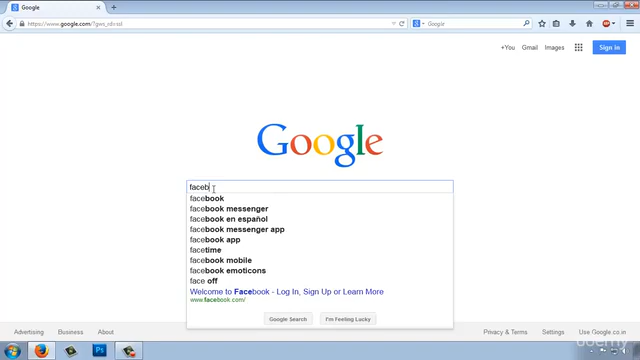 Google
https://www.google.com/?gws_rd=ssl
Google
+You Gmail Images Sign in
Google
faceb
facebook
facebook messenger
facebook en español
facebook messenger app
facebook app
facetime
facebook mobile
facebook emoticons
face off
Welcome to Facebook - Log In, Sign Up or Learn More
www.facebook.com/
Google Search I'm Feeling Lucky
Advertising Business About Privacy & Terms Settings Use Google.co.in
Ps
udemy